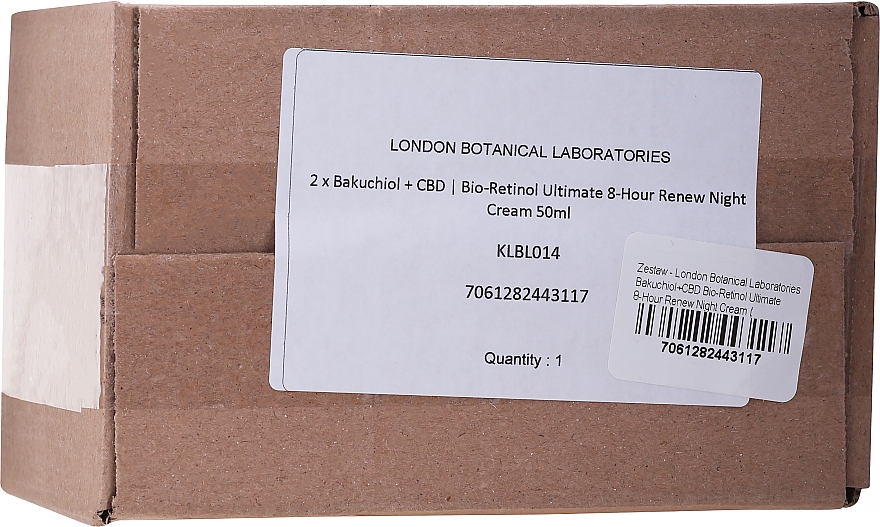 LONDON BOTANICAL LABORATORIES
2 x Bakuchiol + CBD | Bio-Retinol Ultimate 8-Hour Renew Night
Cream 50ml
KLBL014
7061282443117
Quantity : 1
Zestaw - London Botanical Laboratories
Bakuchiol+CBD Bio-Retinol Ultimate
8-Hour Renew Night Cream (
7061282443117